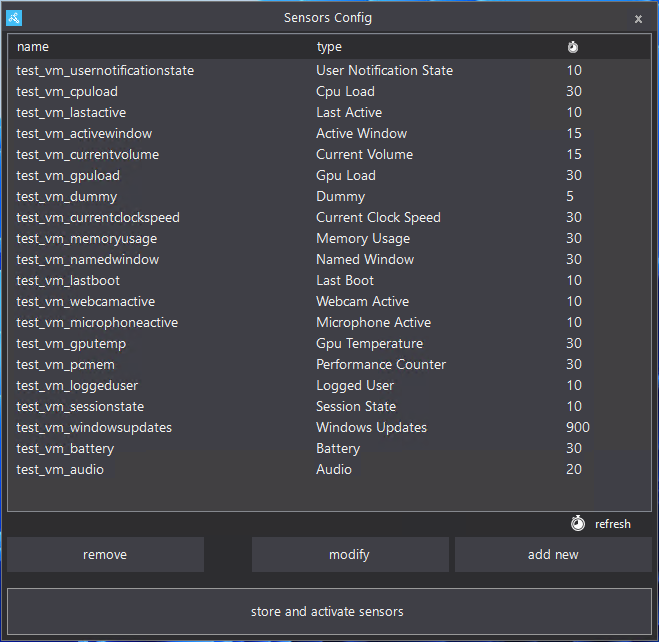 Sensors Config x
name type
test_vm_usernotificationstate User Notification State 10
test_vm_cpuload Cpu Load 30
test_vm_lastactive Last Active 10
test_vm_activewindow Active Window 15
test_vm_currentvolume Current Volume 15
test_vm_gpuload Gpu Load 30
test_vm_dummy Dummy 5
test_vm_currentclockspeed Current Clock Speed 30
test_vm_memoryusage Memory Usage 30
test_vm_namedwindow Named Window 30
test_vm_lastboot Last Boot 10
test_vm_webcamactive Webcam Active 10
test_vm_microphoneactive Microphone Active 10
test_vm_gputemp Gpu Temperature 30
test_vm_pcmem Performance Counter 30
test_vm_loggeduser Logged User 10
test_vm_sessionstate Session State 10
test_vm_windowsupdates Windows Updates 900
test_vm_battery Battery 30
test_vm_audio Audio 20
refresh
remove modify add new
store and activate sensors